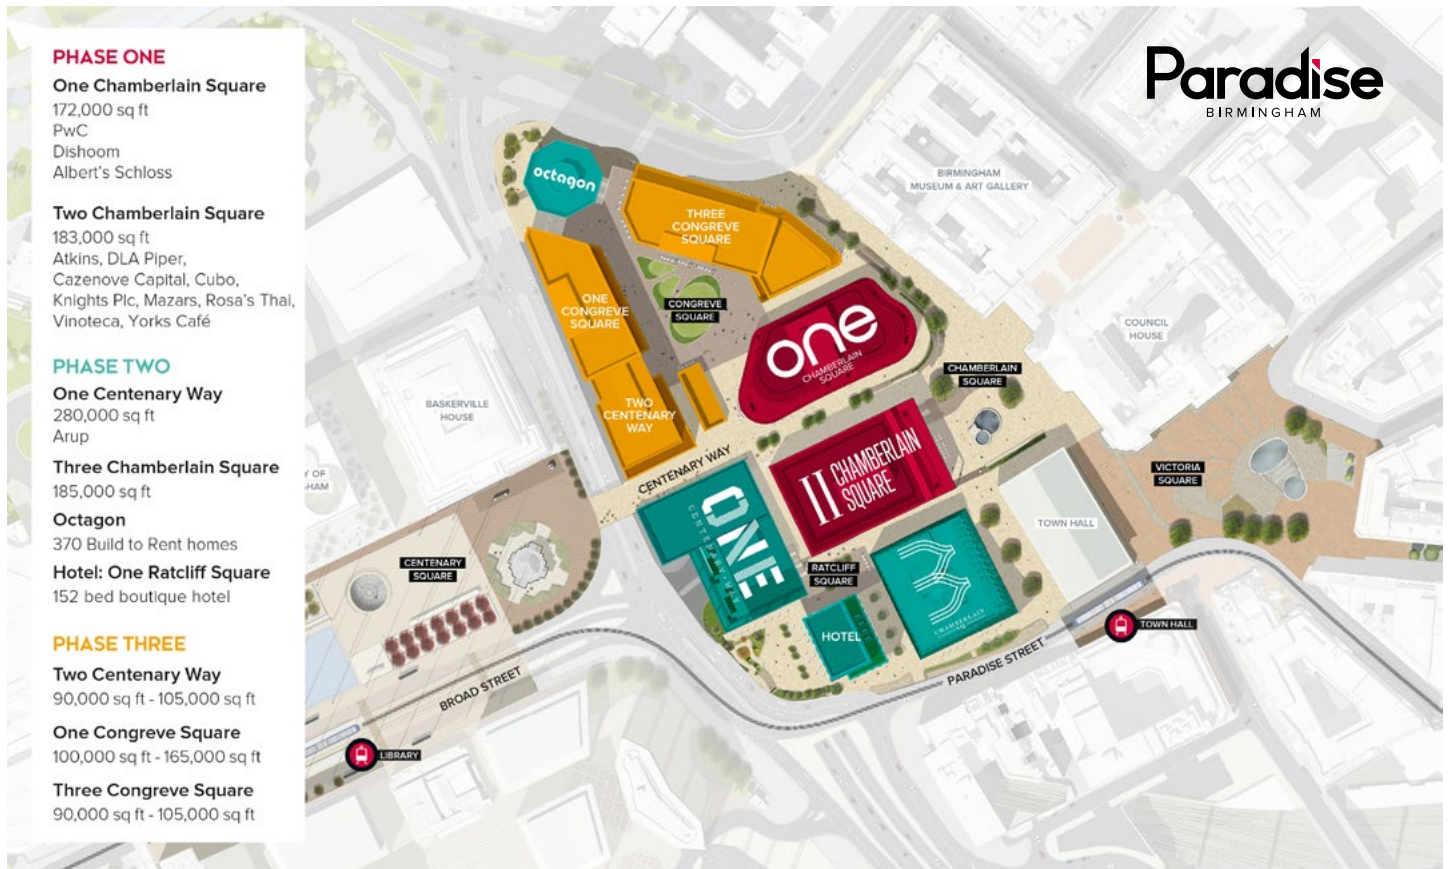 PHASE ONE
One Chamberlain Square
172,000 sq ft
PwC
Dishoom
Albert's Schloss
Two Chamberlain Square
183,000 sq ft
Atkins, DLA Piper,
Cazenove Capital, Cubo,
Knights Plc, Mazars, Rosa's Thai,
Vinoteca, Yorks Café
PHASE TWO
One Centenary Way
280,000 sq ft
Arup
Three Chamberlain Square
185,000 sq ft
Octagon
370 Build to Rent homes
Hotel: One Ratcliff Square
152 bed boutique hotel
PHASE THREE
Two Centenary Way
90,000 sq ft - 105,000 sq ft
One Congreve Square
100,000 sq ft - 165,000 sq ft
Three Congreve Square
90,000 sq ft - 105,000 sq ft
Paradise
BIRMINGHAM
octagon
BIRMINGHAM
MUSEUM & ART GALLERY
THREE
CONGREVE
SQUARE
ONE
CONGREVE
SQUARE
CONGREVE
SQUARE
one
CHAMBERLAIN
SQUARE
COUNCIL
HOUSE
CHAMBERLAIN
SQUARE
BASKERVILLE
HOUSE
TWO
CENTENARY
WAY
CENTENARY WAY
II CHAMBERLAIN
SQUARE
VICTORIA
SQUARE
OF
HAM
ONE
CENTENARY WAY
TOWN HALL
CENTENARY
SQUARE
RATCLIFF
SQUARE
3
CHAMBERLAIN
SQ
HOTEL
TOWN HALL
PARADISE STREET
BROAD STREET
LIBRARY